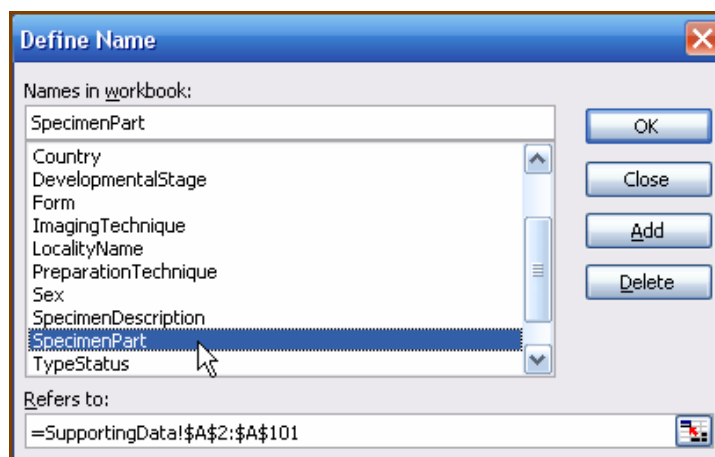 Define Name
Names in workbook:
SpecimenPart
OK
Country
DevelopmentalStage
Close
Form
ImagingTechnique
Add
LocalityName
PreparationTechnique
Delete
Sex
SpecimenDescription
SpecimenPart
TypeStatus
Refers to:
=SupportingData!$A$2:$A$101